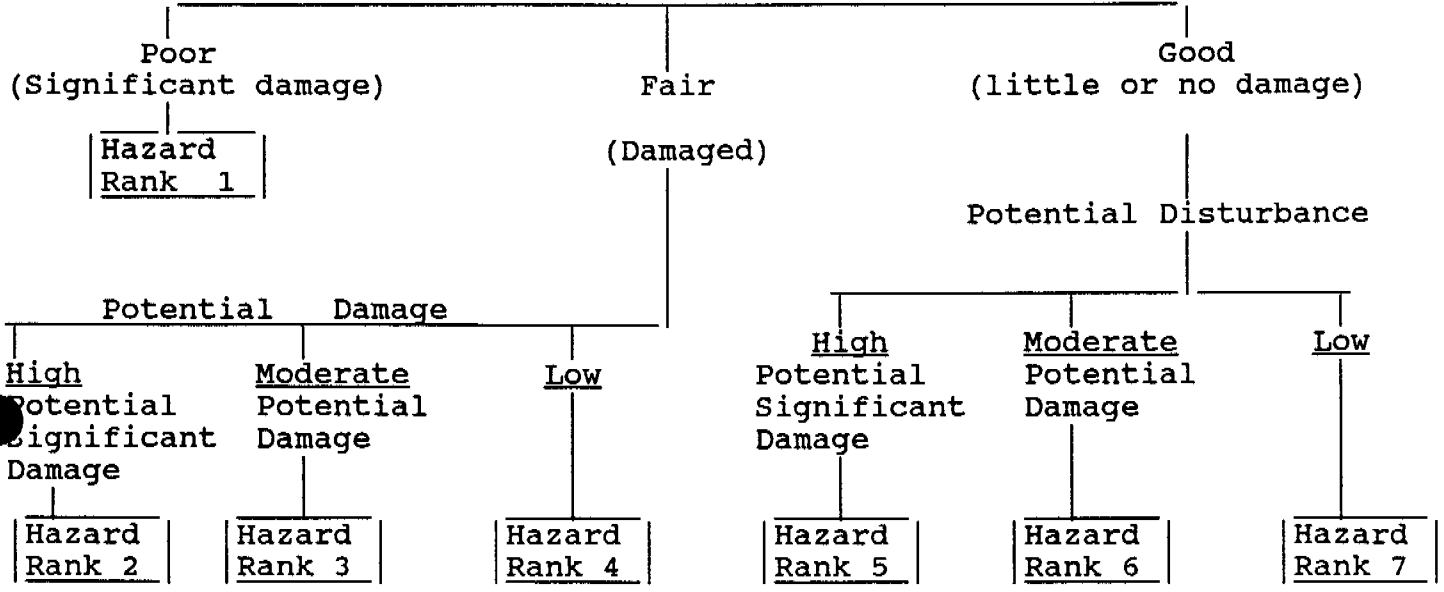 Poor
(Significant damage)
Hazard
Rank 1
Fair
(Damaged)
Good
(little or no damage)
Potential Disturbance
Potential Damage
High
Potential
Significant
Damage
Hazard
Rank 2
Moderate
Potential
Damage
Hazard
Rank 3
Low
Hazard
Rank 4
High
Potential
Significant
Damage
Hazard
Rank 5
Moderate
Potential
Damage
Hazard
Rank 6
Low
Hazard
Rank 7